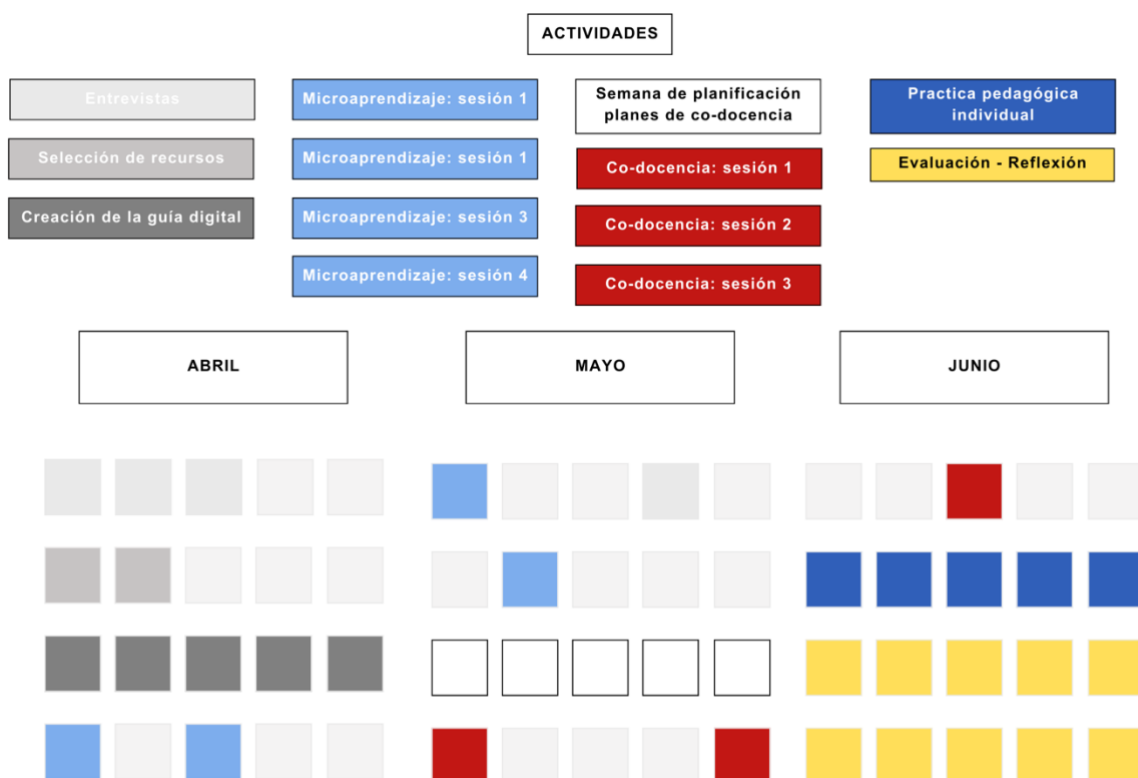 ACTIVIDADES
Entrevistas
Selección de recursos
Creación de la guía digital
Microaprendizaje: sesión 1
Microaprendizaje: sesión 1
Microaprendizaje: sesión 3
Microaprendizaje: sesión 4
Semana de planificación
planes de co-docencia
Co-docencia: sesión 1
Co-docencia: sesión 2
Co-docencia: sesión 3
Practica pedagógica
individual
Evaluación - Reflexión
ABRIL
MAYO
JUNIO